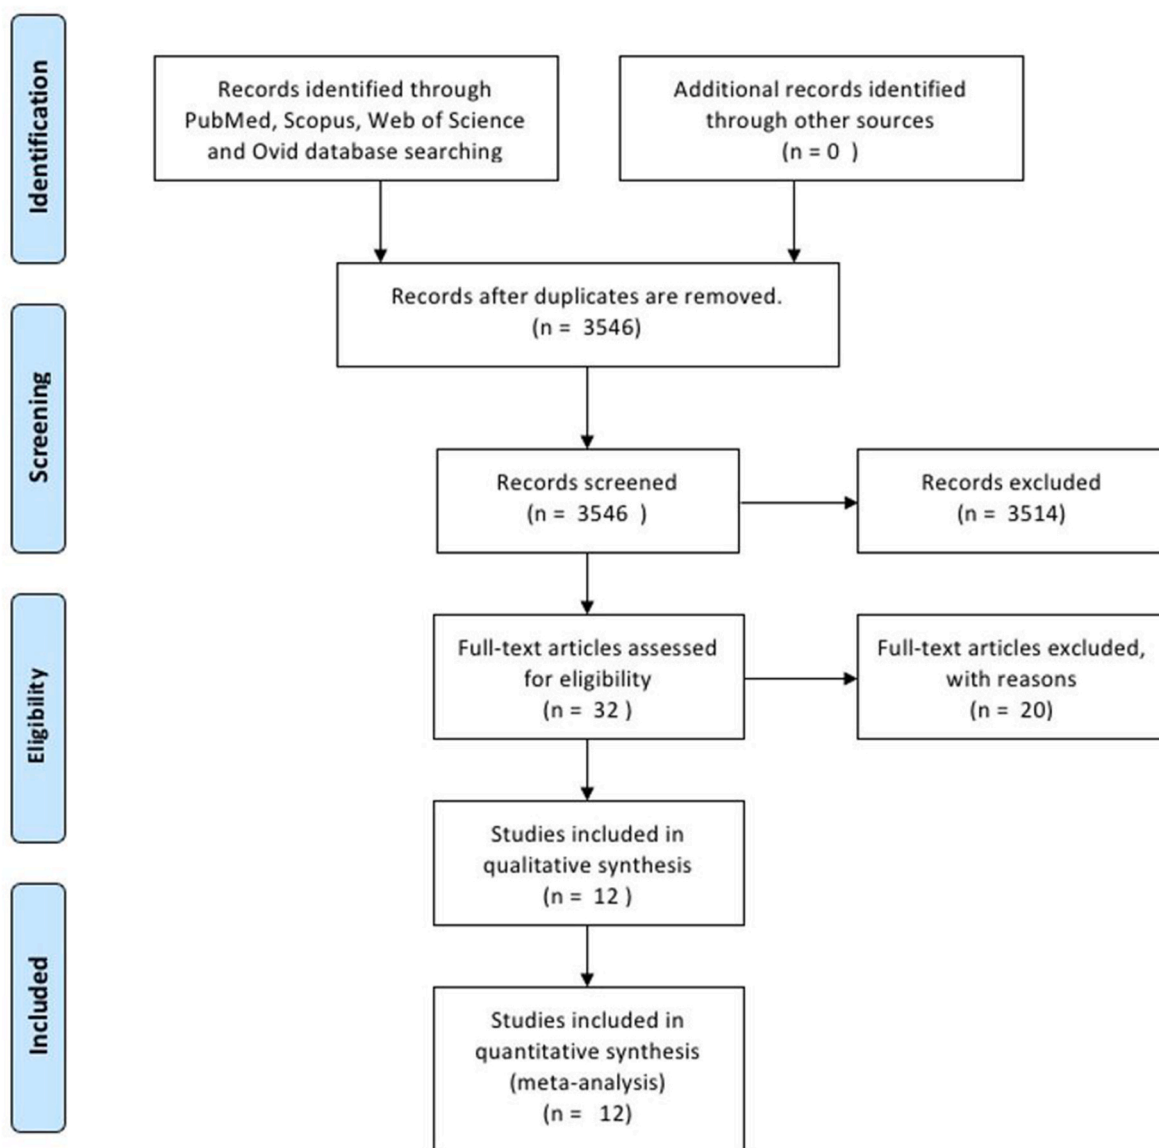 Identification
Records identified through
PubMed, Scopus, Web of Science
and Ovid database searching
Additional records identified
through other sources
(n = 0 )
Records after duplicates are removed.
(n = 3546)
Screening
Records screened
(n = 3546 )
Records excluded
(n = 3514)
Eligibility
Full-text articles assessed
for eligibility
(n = 32 )
Full-text articles excluded,
with reasons
(n = 20)
Studies included in
qualitative synthesis
(n = 12 )
Included
Studies included in
quantitative synthesis
(meta-analysis)
(n = 12)